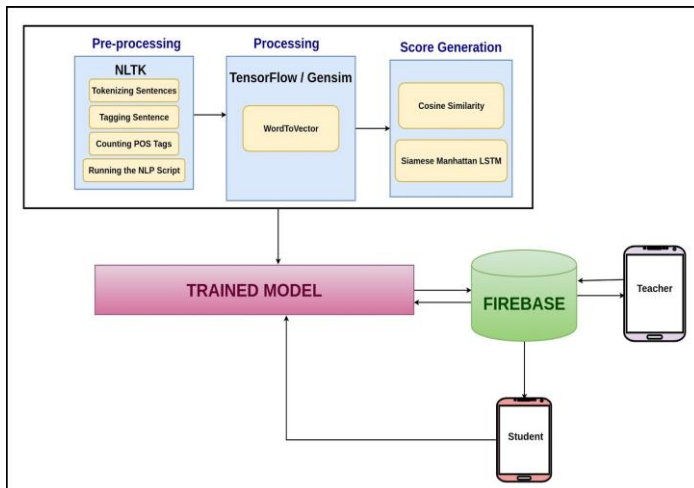 Pre-processing
Processing
Score Generation
NLTK
Tokenizing Sentences
Tagging Sentence
Counting POS Tags
Running the NLP Script
TensorFlow / Gensim
WordToVector
Cosine Similarity
Siamese Manhattan LSTM
TRAINED MODEL
FIREBASE
Teacher
Student